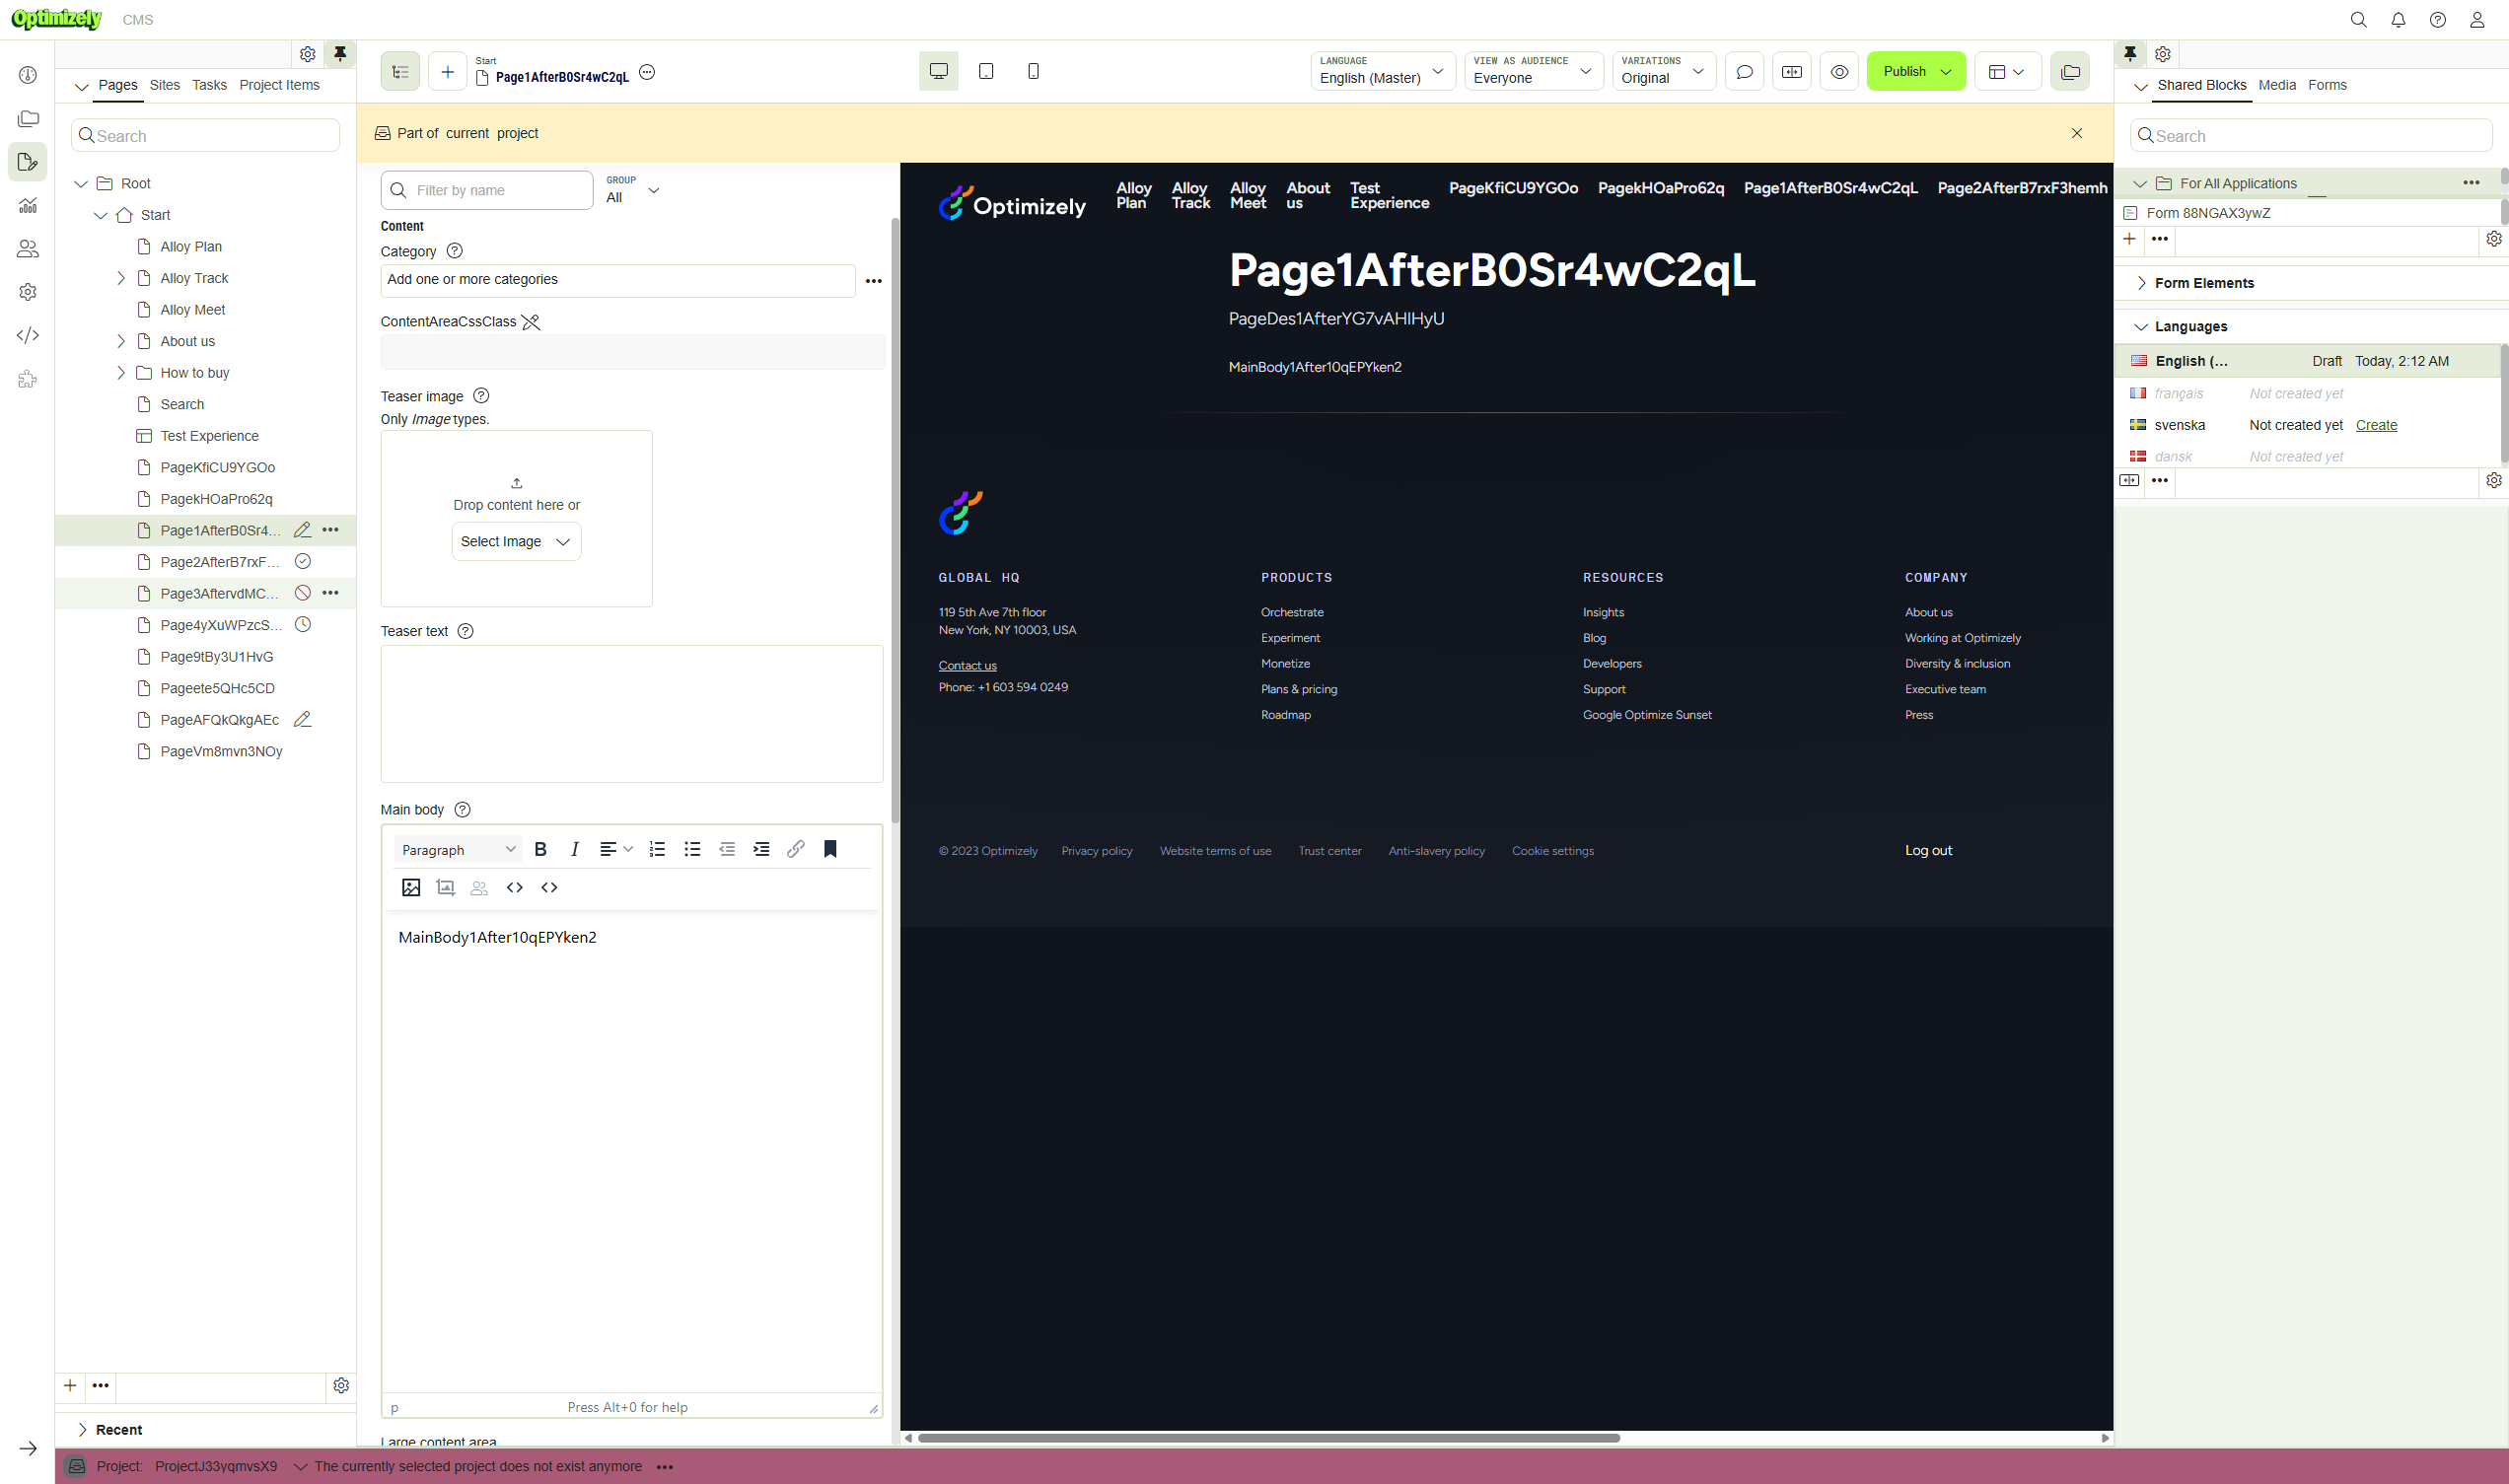 Optimizely CMS
Pages Sites Tasks Project Items
Search
Root
Start
Alloy Plan
Alloy Track
Alloy Meet
About us
How to buy
Search
Test Experience
PageKfiCU9YGOo
PagekHOaPro62q
Page1AfterB0Sr4...
Page2AfterB7rxF...
Page3AftervdMC...
Page4yXuWPzcS...
Page9tBy3U1HvG
Pageete5QHc5CD
PageAFQkQkgAEc
PageVm8mvn3NOy
Recent
Start
Page1AfterB0Sr4wC2qL
LANGUAGE
English (Master)
VIEW AS AUDIENCE
Everyone
VARIATIONS
Original
Publish
Part of current project
Filter by name
GROUP
All
Content
Category
Add one or more categories
ContentAreaCssClass
Teaser image
Only Image types.
Drop content here or
Select Image
Teaser text
Main body
Paragraph
MainBody1After10qEPYken2
p Press Alt+0 for help
Large content area
Optimizely
Alloy Plan
Alloy Track
Alloy Meet
About us
Test Experience
PageKfiCU9YGOo
PagekHOaPro62q
Page1AfterB0Sr4wC2qL
Page2AfterB7rxF3hemh
Page1AfterB0Sr4wC2qL
PageDes1AfterYG7vAHlHyU
MainBody1After10qEPYken2
GLOBAL HQ
119 5th Ave 7th floor
New York, NY 10003, USA
Contact us
Phone: +1 603 594 0249
PRODUCTS
Orchestrate
Experiment
Monetize
Plans & pricing
Roadmap
RESOURCES
Insights
Blog
Developers
Support
Google Optimize Sunset
COMPANY
About us
Working at Optimizely
Diversity & inclusion
Executive team
Press
© 2023 Optimizely Privacy policy Website terms of use Trust center Anti-slavery policy Cookie settings Log out
Shared Blocks Media Forms
Search
For All Applications
Form 88NGAX3ywZ
Form Elements
Languages
English (... Draft Today, 2:12 AM
français Not created yet
svenska Not created yet Create
dansk Not created yet
Project: ProjectJ33yqmvsX9 The currently selected project does not exist anymore